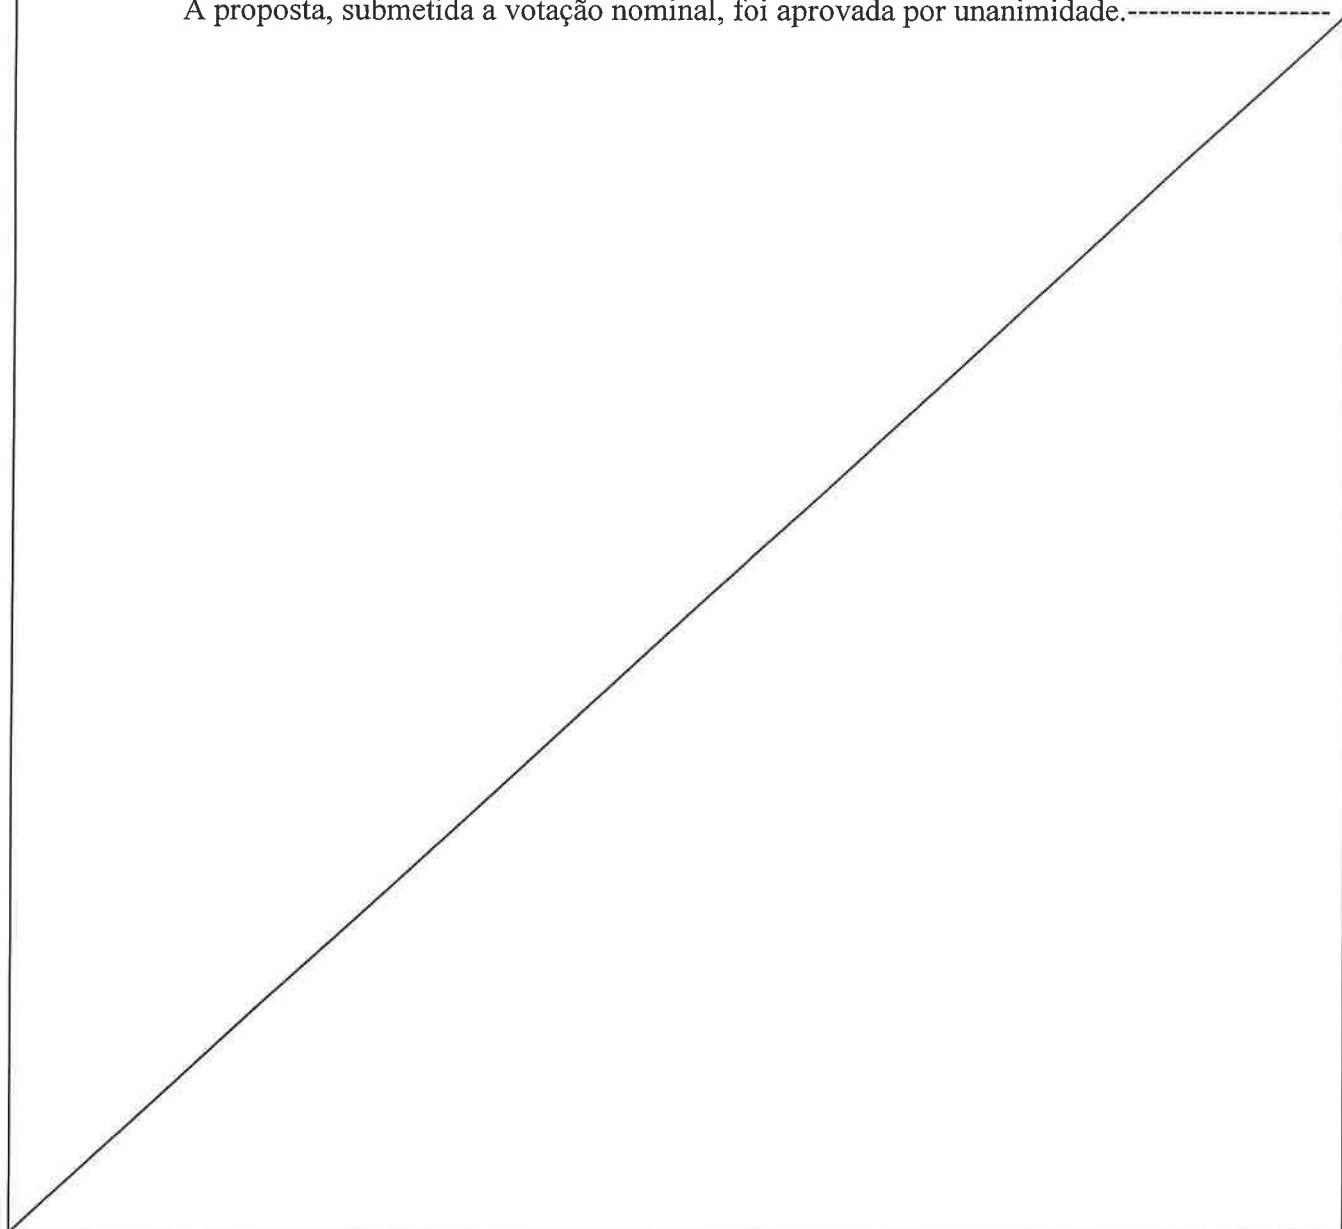 A proposta, submetida a votação nominal, foi aprovada por unanimidade.------------------